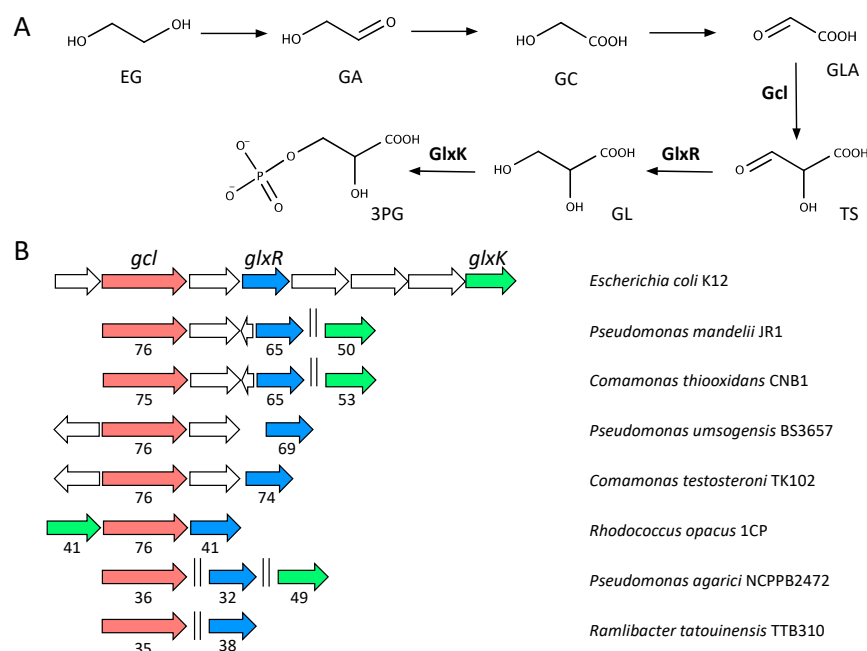 A
HO OH
EG
HO O
GA
HO COOH
GC
O COOH
GLA
Gcl
O COOH
OH
TS
GlxR
HO COOH
OH
GL
GlxK
O⁻ O COOH
⁻O P OH
O
3PG
B
gcl glxR glxK
Escherichia coli K12
76 65 50 Pseudomonas mandelii JR1
75 65 53 Comamonas thiooxidans CNB1
76 69 Pseudomonas umsogensis BS3657
76 74 Comamonas testosteroni TK102
41 76 41 Rhodococcus opacus 1CP
36 32 49 Pseudomonas agarici NCPPB2472
35 38 Ramlibacter tatouinensis TTB310